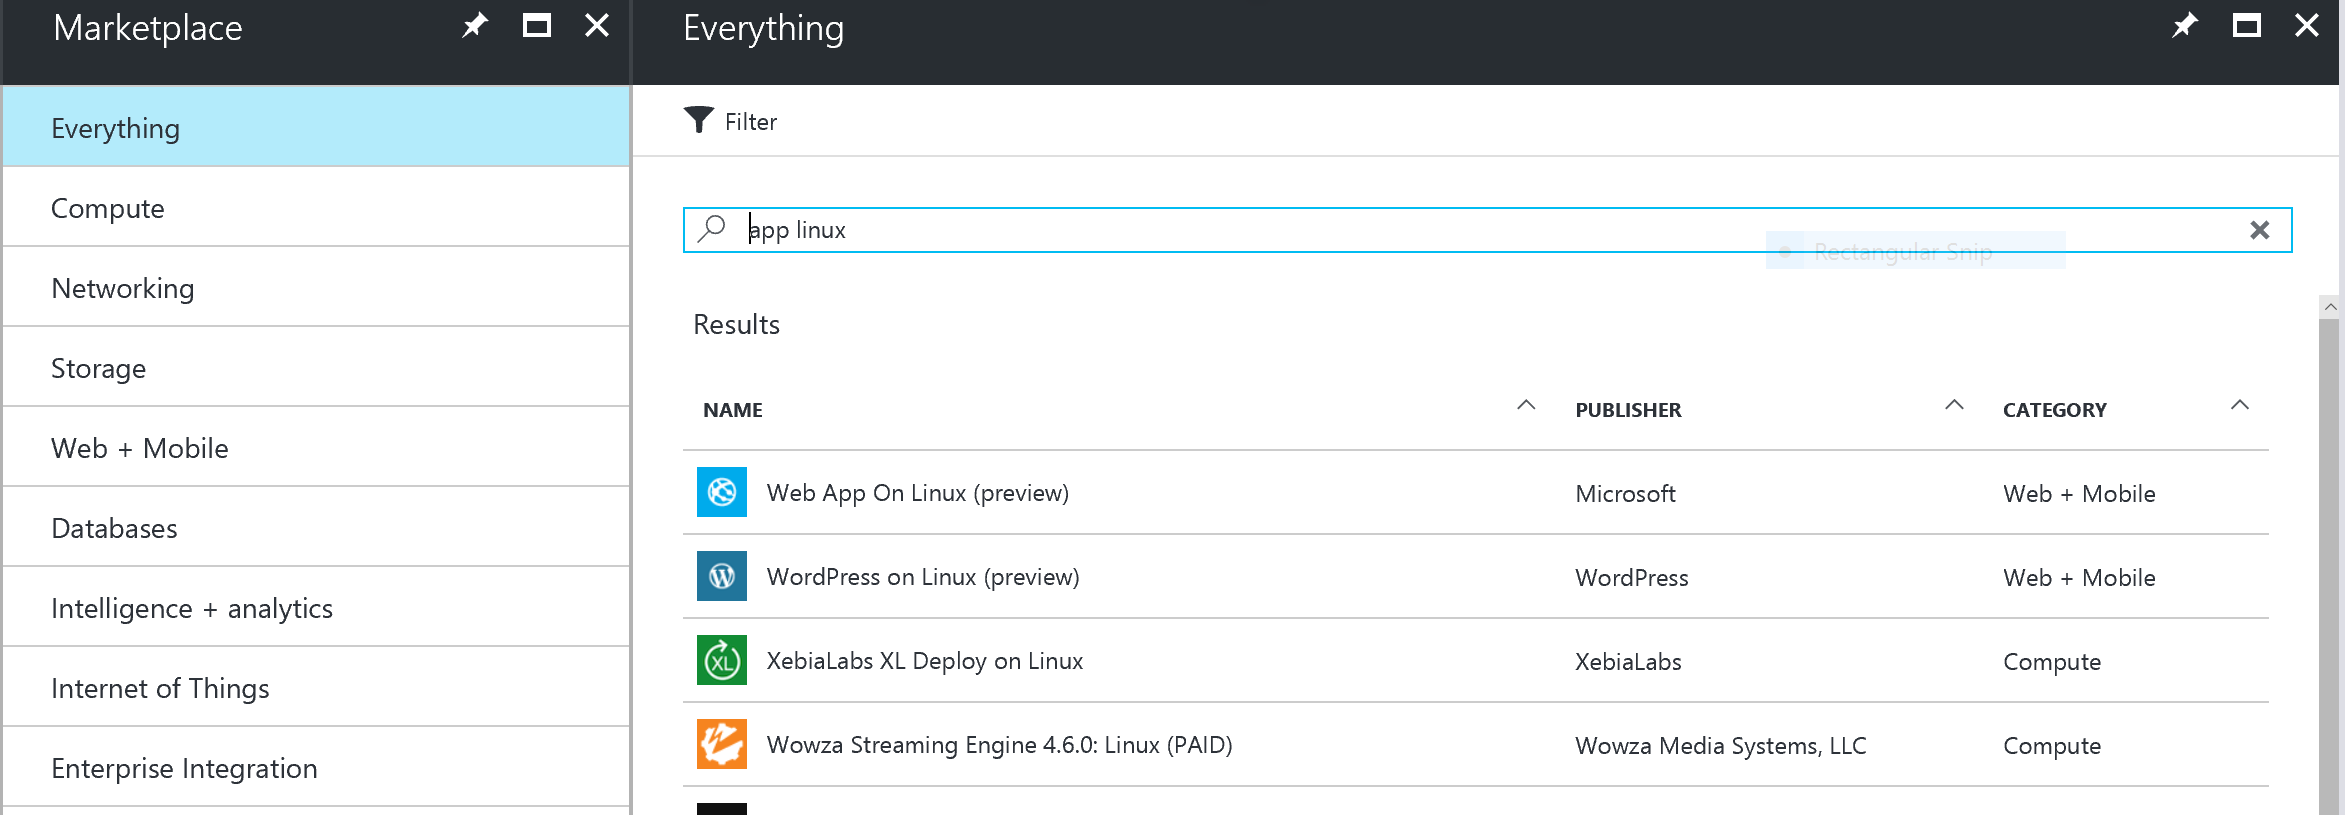 Marketplace
Everything
Compute
Networking
Storage
Web + Mobile
Databases
Intelligence + analytics
Internet of Things
Enterprise Integration
Everything
Filter
app linux
Rectangular Snip
Results
NAME PUBLISHER CATEGORY
Web App On Linux (preview) Microsoft Web + Mobile
WordPress on Linux (preview) WordPress Web + Mobile
XL XebiaLabs XL Deploy on Linux XebiaLabs Compute
Wowza Streaming Engine 4.6.0: Linux (PAID) Wowza Media Systems, LLC Compute